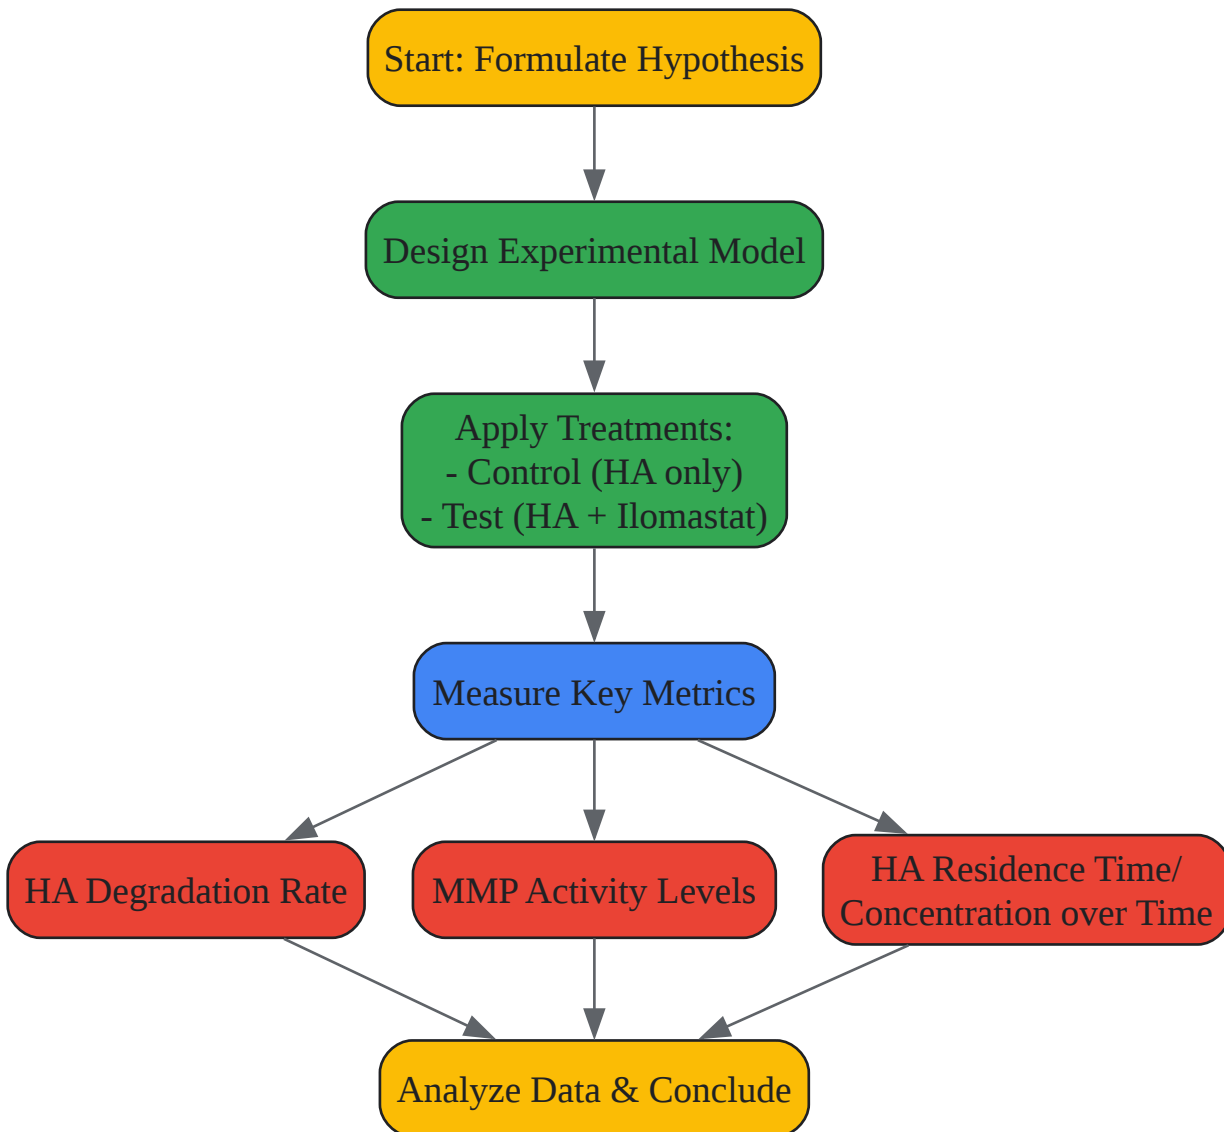 Start: Formulate Hypothesis
Design Experimental Model
Apply Treatments:
- Control (HA only)
- Test (HA + Ilomastat)
Measure Key Metrics
HA Degradation Rate
MMP Activity Levels
HA Residence Time/
Concentration over Time
Analyze Data & Conclude